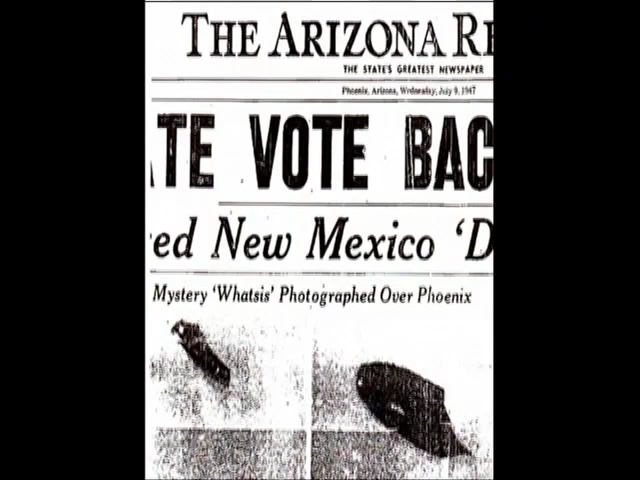 THE ARIZONA RE
THE STATE'S GREATEST NEWSPAPER
Phoenix, Arizona, Wednesday, July 9, 1947
ATE VOTE BAC
ed New Mexico 'D
Mystery 'Whatsis' Photographed Over Phoenix